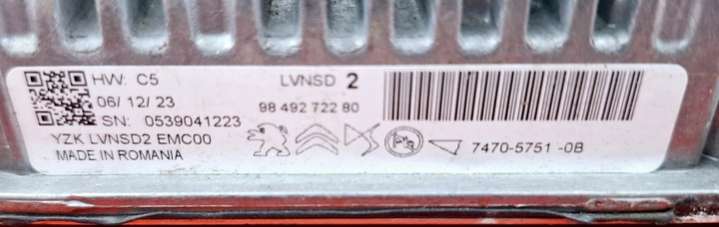 HW: C5
06/12/23
SN: 0539041223
YZK LVNSD2 EMC00
MADE IN ROMANIA
LVNSD 2
98 492 722 80
7470-5751-0B